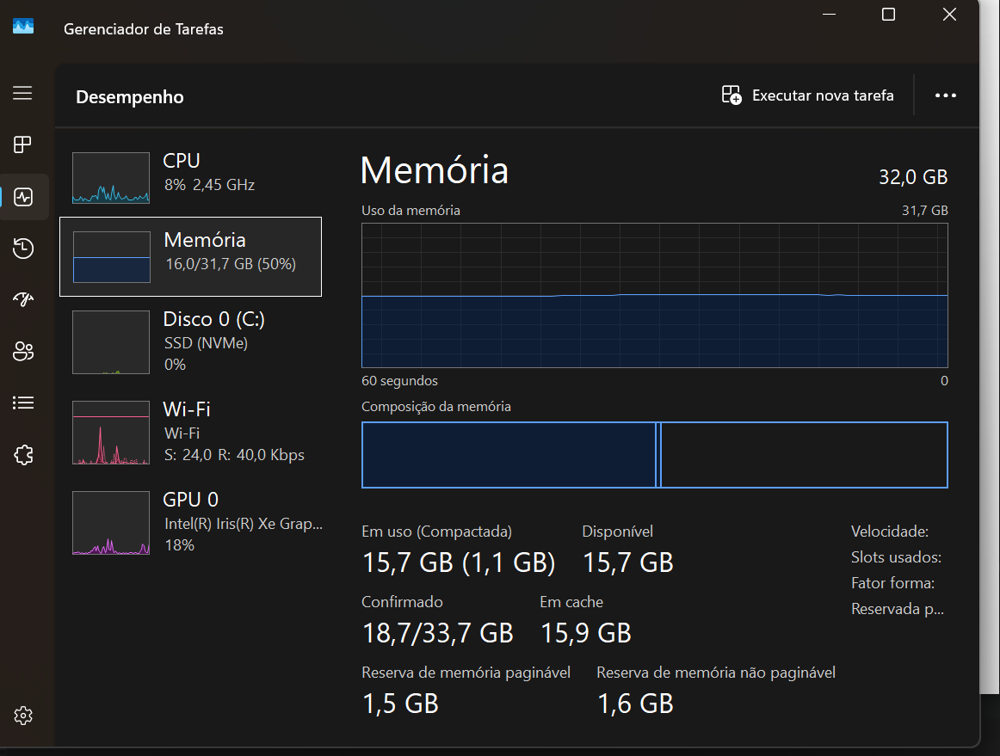 Gerenciador de Tarefas
Desempenho
Executar nova tarefa
CPU
8% 2,45 GHz
Memória
16,0/31,7 GB (50%)
Disco 0 (C:)
SSD (NVMe)
0%
Wi-Fi
Wi-Fi
S: 24,0 R: 40,0 Kbps
GPU 0
Intel(R) Iris(R) Xe Grap...
18%
Memória
32,0 GB
Uso da memória
31,7 GB
60 segundos
0
Composição da memória
Em uso (Compactada)
Disponível
15,7 GB (1,1 GB)
15,7 GB
Confirmado
Em cache
18,7/33,7 GB
15,9 GB
Reserva de memória paginável
Reserva de memória não paginável
1,5 GB
1,6 GB
Velocidade:
Slots usados:
Fator forma:
Reservada p...